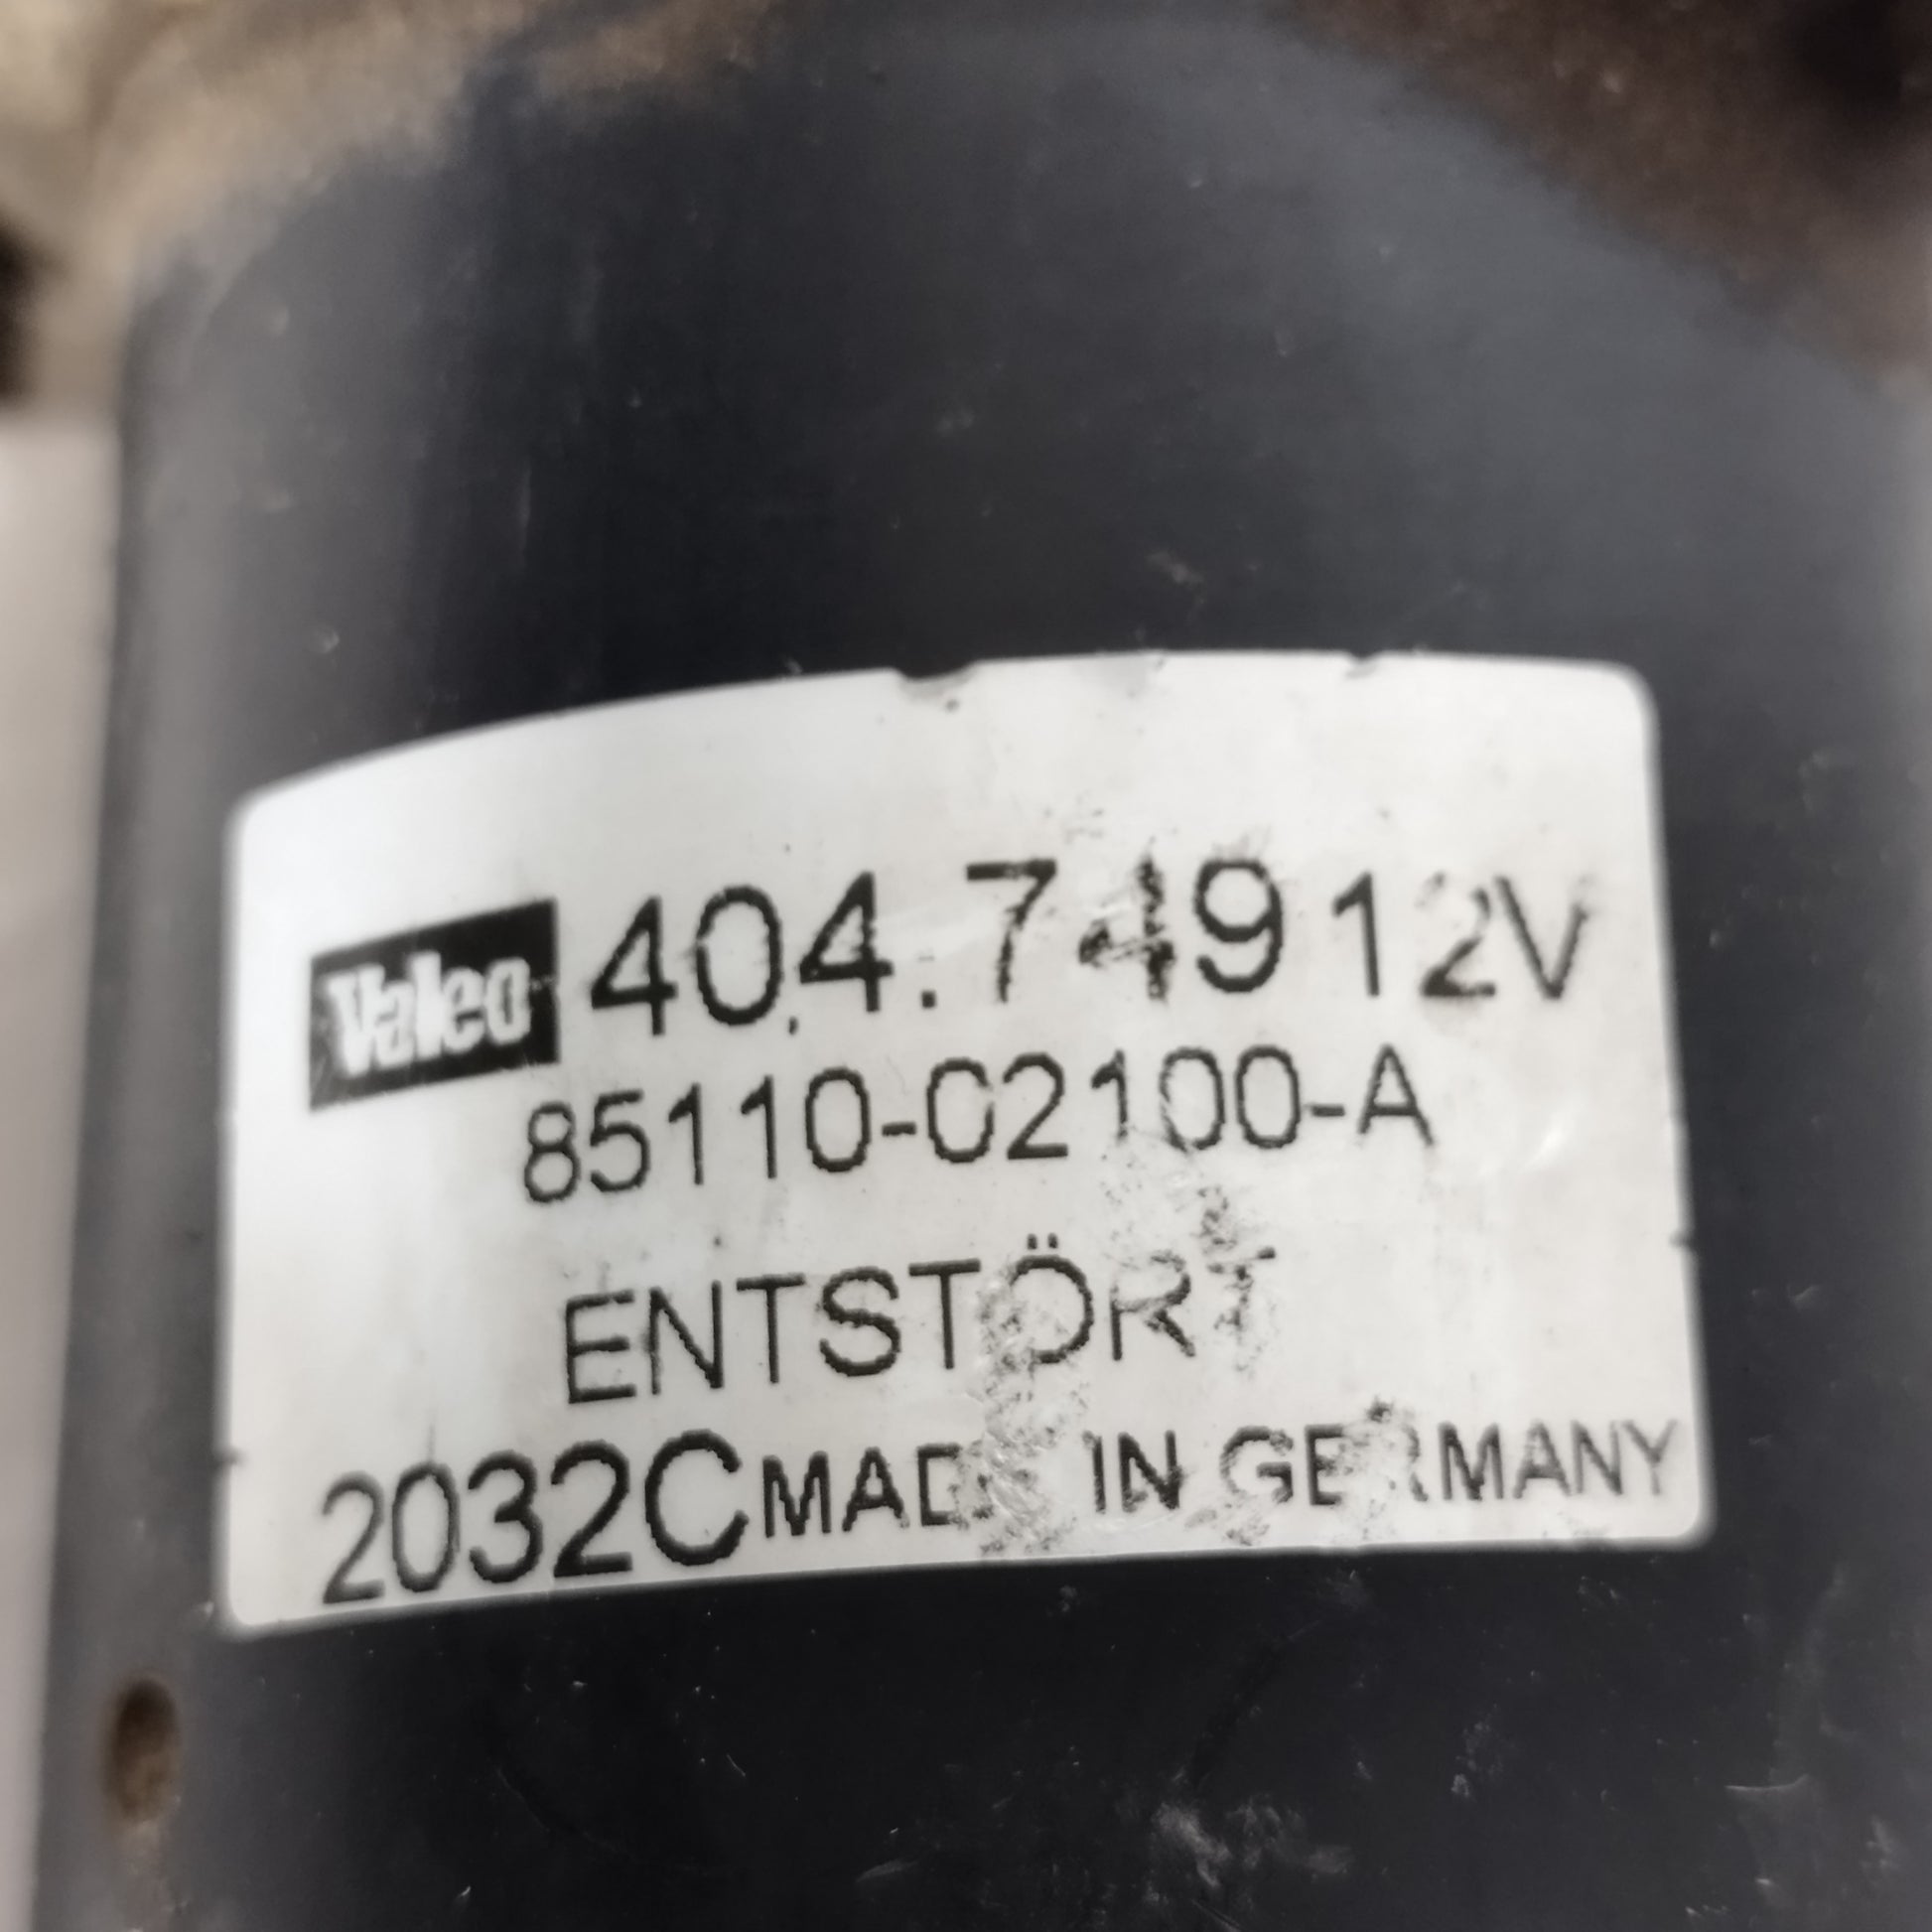 Valeo 404.749 12V
85110-02100-A
ENTSTÖRT
2032C MADE IN GERMANY